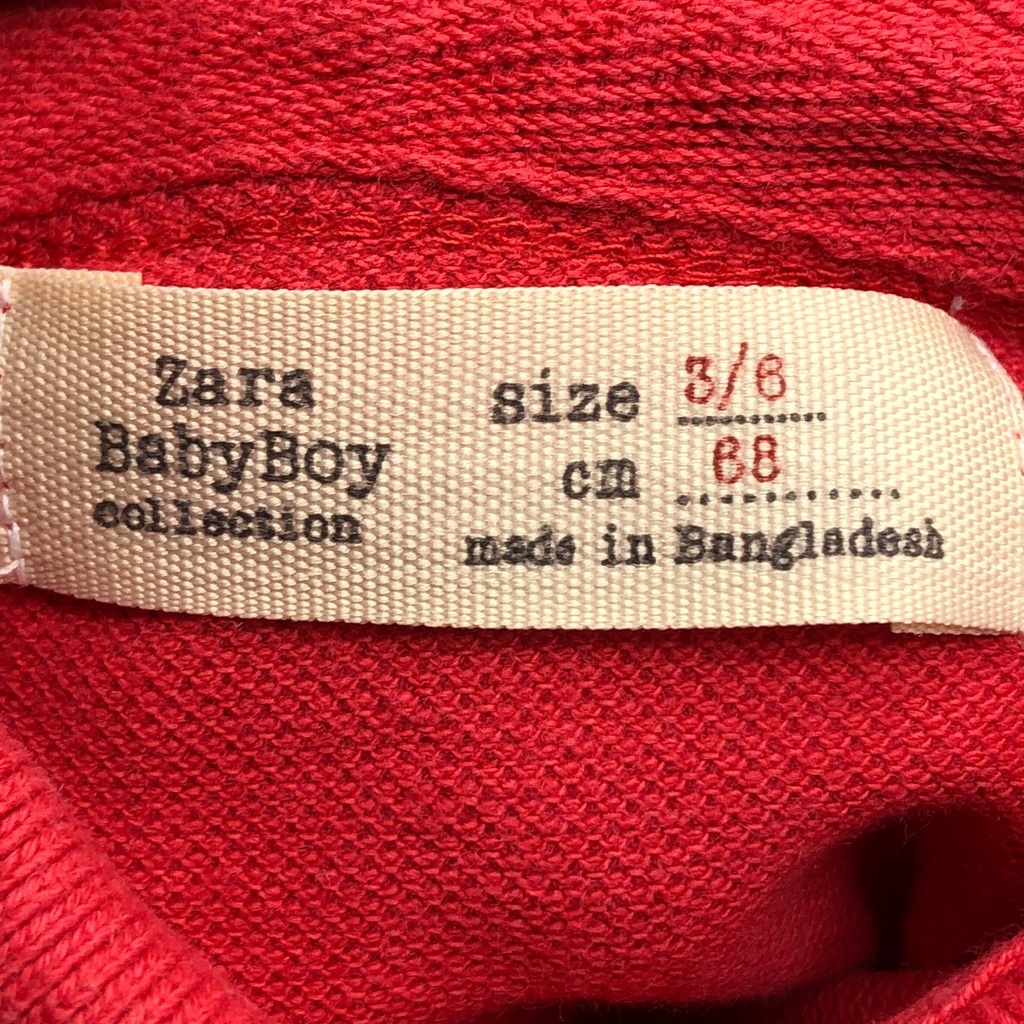 Zara
BabyBoy
collection
size 3/6
cm 68
made in Bangladesh